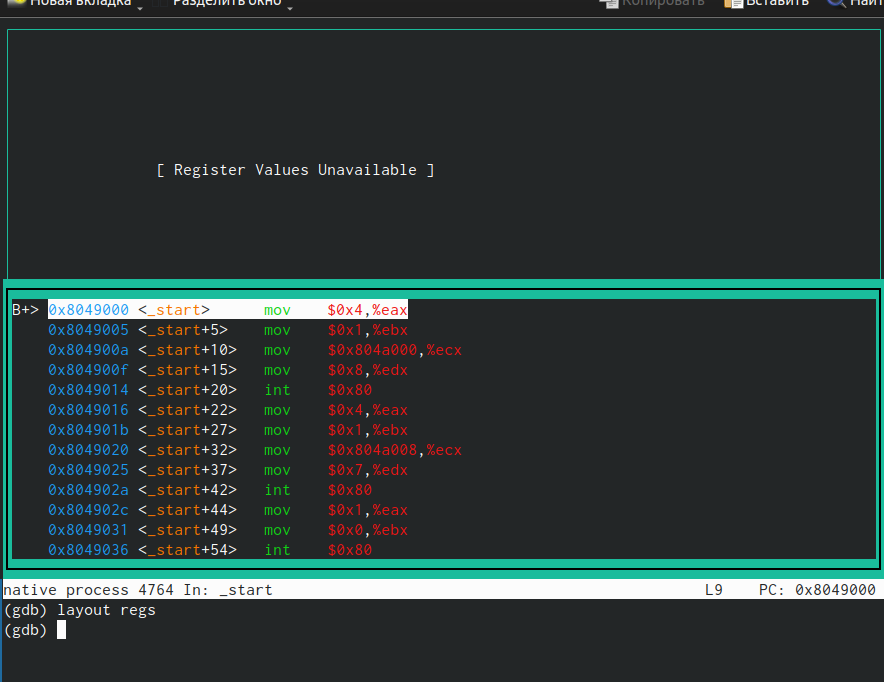 Новая вкладка Разделить окно Копировать Вставить Найт
[ Register Values Unavailable ]
B+> 0x8049000 <_start> mov $0x4,%eax
0x8049005 <_start+5> mov $0x1,%ebx
0x804900a <_start+10> mov $0x804a000,%ecx
0x804900f <_start+15> mov $0x8,%edx
0x8049014 <_start+20> int $0x80
0x8049016 <_start+22> mov $0x4,%eax
0x804901b <_start+27> mov $0x1,%ebx
0x8049020 <_start+32> mov $0x804a008,%ecx
0x8049025 <_start+37> mov $0x7,%edx
0x804902a <_start+42> int $0x80
0x804902c <_start+44> mov $0x1,%eax
0x8049031 <_start+49> mov $0x0,%ebx
0x8049036 <_start+54> int $0x80
native process 4764 In: _start L9 PC: 0x8049000
(gdb) layout regs
(gdb)